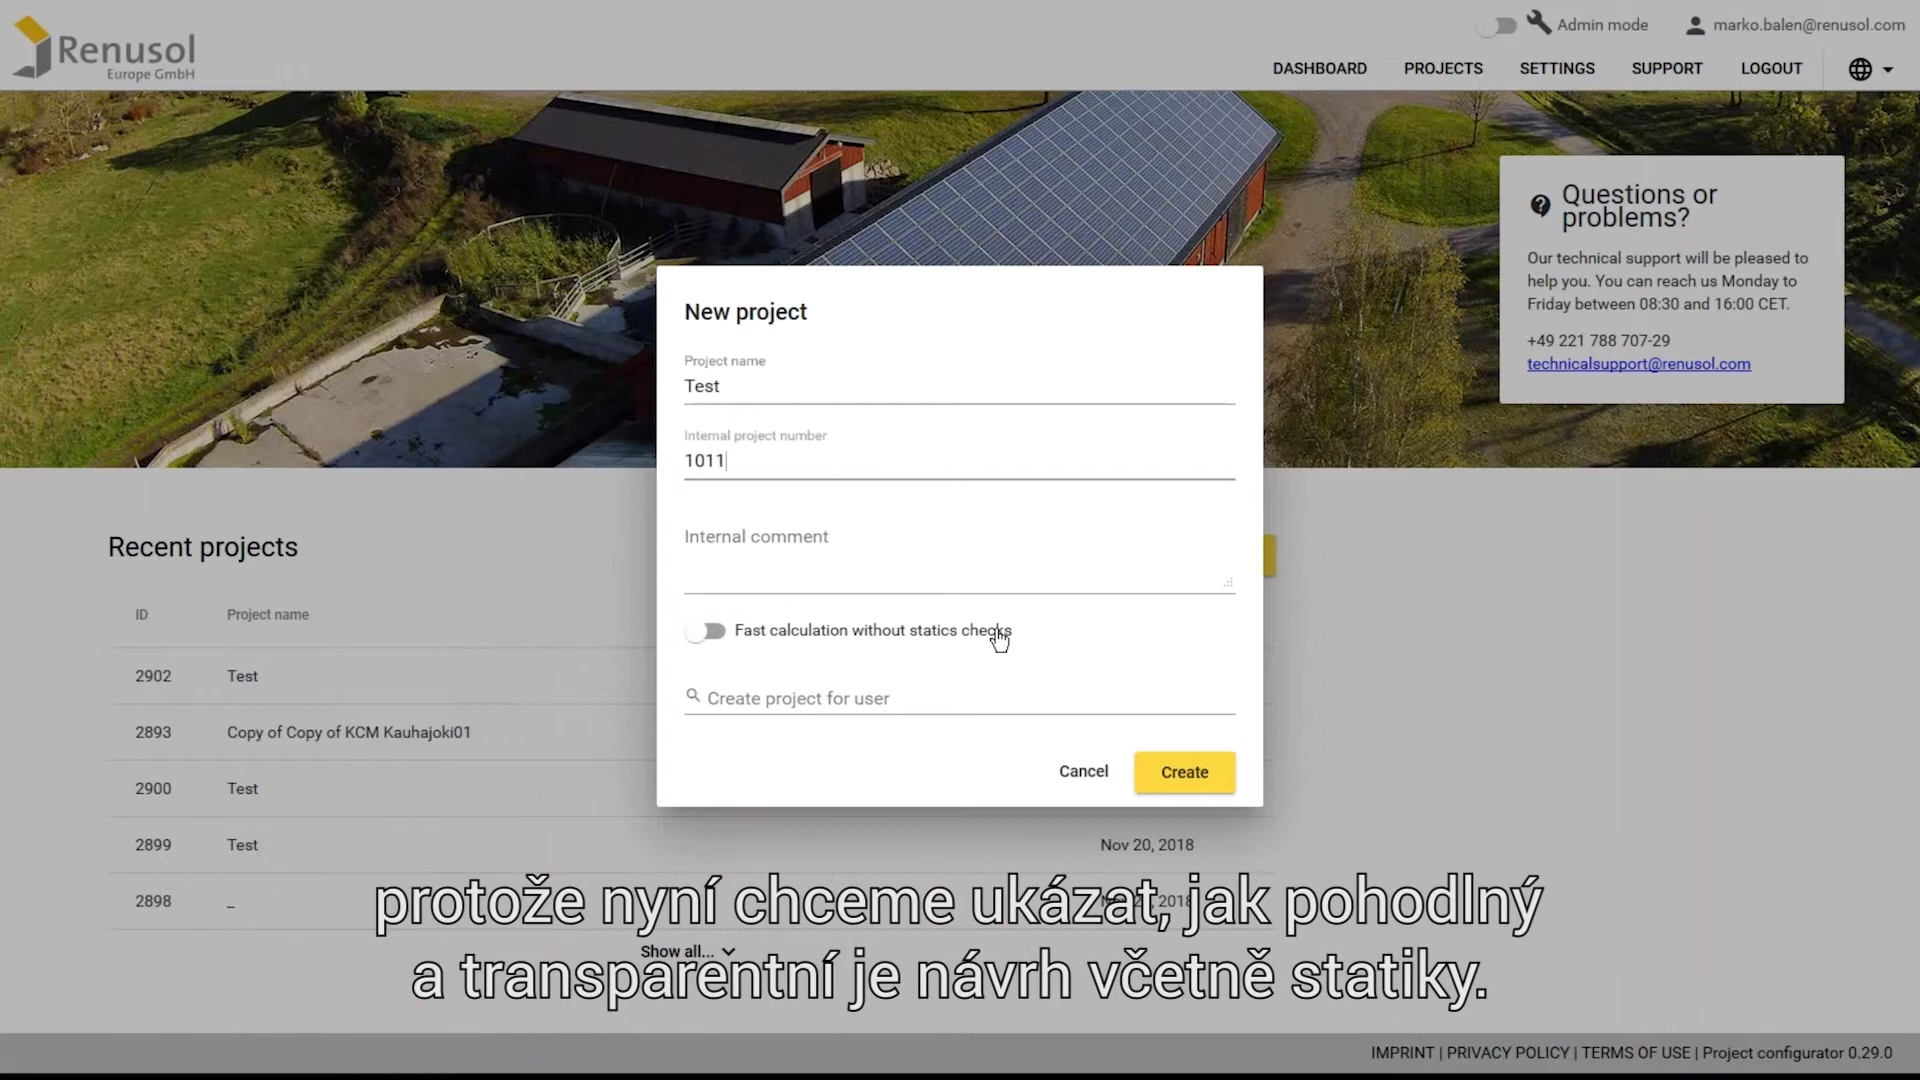 Renusol
Europe GmbH
Admin mode
marko.balen@renusol.com
DASHBOARD PROJECTS SETTINGS SUPPORT LOGOUT
Questions or
problems?
Our technical support will be pleased to
help you. You can reach us Monday to
Friday between 08:30 and 16:00 CET.
+49 221 788 707-29
technicalsupport@renusol.com
New project
Project name
Test
Internal project number
1011
Internal comment
Fast calculation without statics checks
Create project for user
Cancel Create
Recent projects
ID Project name
2902 Test
2893 Copy of Copy of KCM Kauhajoki01
2900 Test
2899 Test Nov 20, 2018
2898 _
Show all...
protože nyní chceme ukázat, jak pohodlný
a transparentní je návrh včetně statiky.
IMPRINT | PRIVACY POLICY | TERMS OF USE | Project configurator 0.29.0